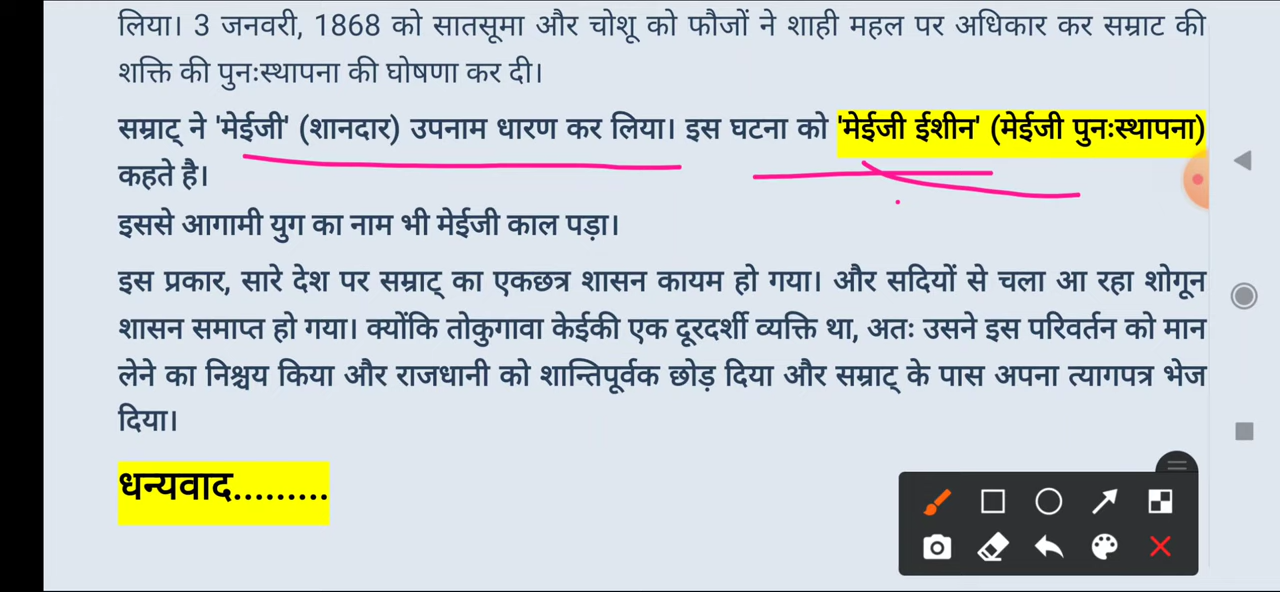 लिया। 3 जनवरी, 1868 को सातसूमा और चोशू को फौजों ने शाही महल पर अधिकार कर सम्राट की
शक्ति की पुनःस्थापना की घोषणा कर दी।
सम्राट् ने 'मेईजी' (शानदार) उपनाम धारण कर लिया। इस घटना को 'मेईजी ईशीन' (मेईजी पुनःस्थापना)
कहते है।
इससे आगामी युग का नाम भी मेईजी काल पड़ा।
इस प्रकार, सारे देश पर सम्राट् का एकछत्र शासन कायम हो गया। और सदियों से चला आ रहा शोगून
शासन समाप्त हो गया। क्योंकि तोकुगावा केईकी एक दूरदर्शी व्यक्ति था, अतः उसने इस परिवर्तन को मान
लेने का निश्चय किया और राजधानी को शान्तिपूर्वक छोड़ दिया और सम्राट् के पास अपना त्यागपत्र भेज
दिया।
धन्यवाद.........